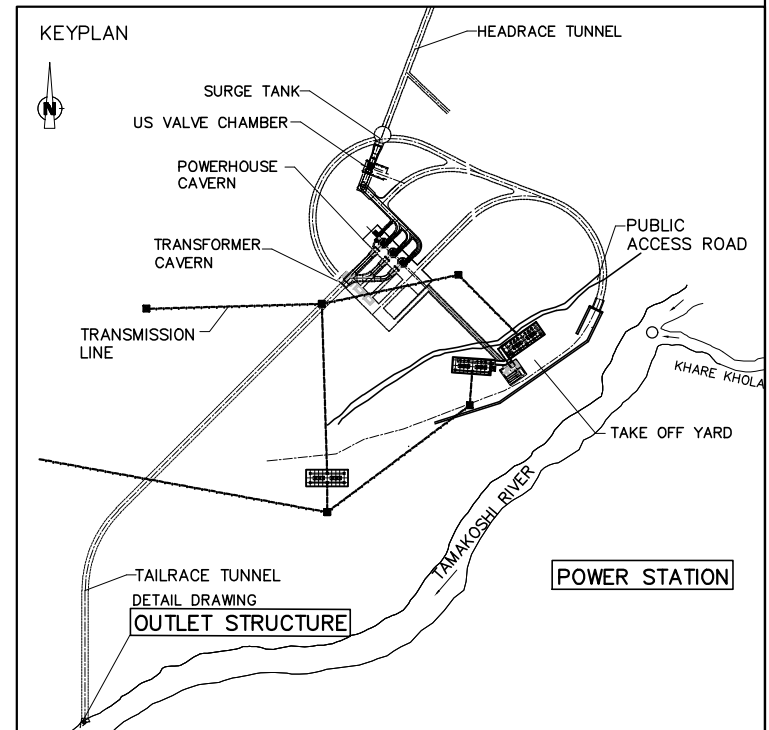 KEYPLAN
HEADRACE TUNNEL
N
SURGE TANK
US VALVE CHAMBER
POWERHOUSE
CAVERN
PUBLIC
ACCESS ROAD
TRANSFORMER
CAVERN
TRANSMISSION
LINE
KHARE KHOLA
TAKE OFF YARD
TAMAKOSHI RIVER
TAILRACE TUNNEL
POWER STATION
DETAIL DRAWING
OUTLET STRUCTURE